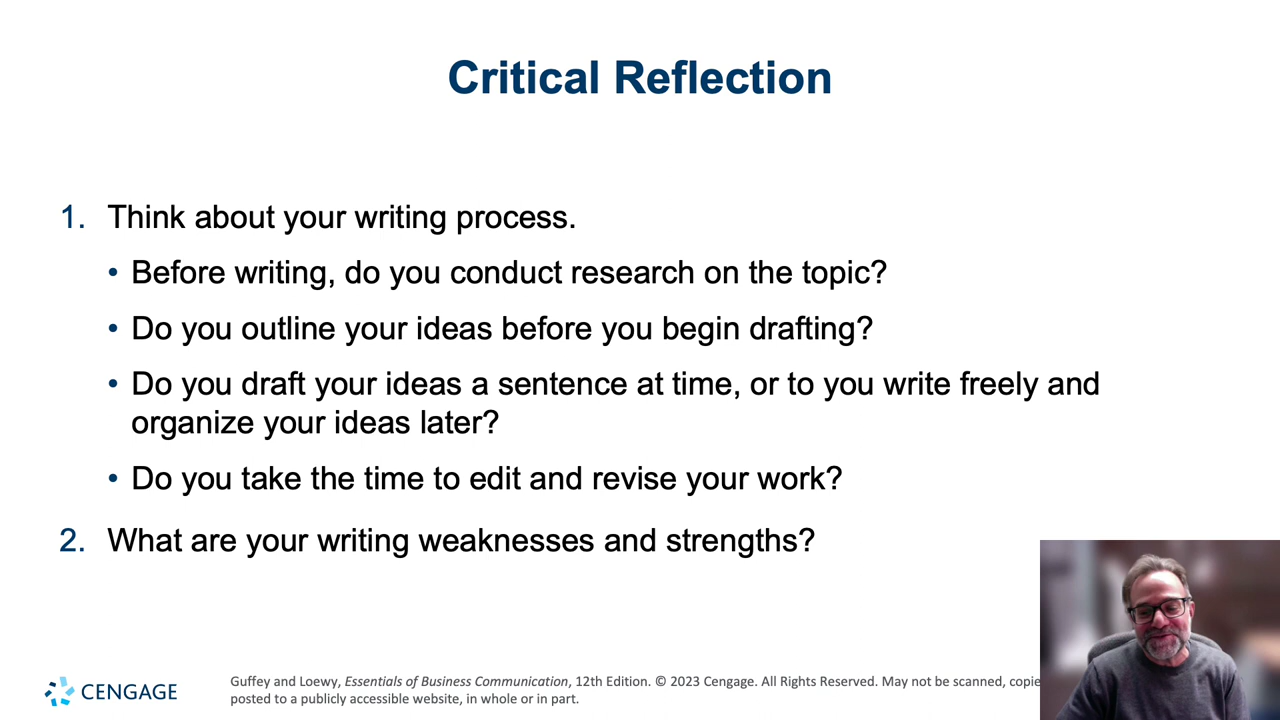 Critical Reflection
1. Think about your writing process.
• Before writing, do you conduct research on the topic?
• Do you outline your ideas before you begin drafting?
• Do you draft your ideas a sentence at time, or to you write freely and
organize your ideas later?
• Do you take the time to edit and revise your work?
2. What are your writing weaknesses and strengths?
CENGAGE
Guffey and Loewy, Essentials of Business Communication, 12th Edition. © 2023 Cengage. All Rights Reserved. May not be scanned, copie
posted to a publicly accessible website, in whole or in part.